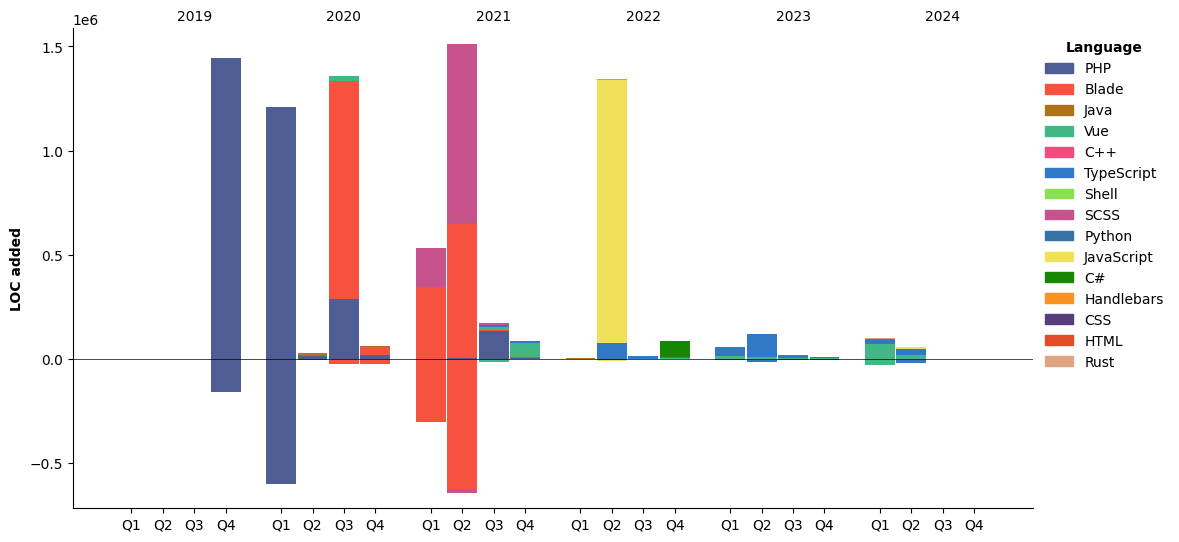 1e6
2019 2020 2021 2022 2023 2024
Language
PHP
Blade
Java
Vue
C++
TypeScript
Shell
SCSS
Python
JavaScript
C#
Handlebars
CSS
HTML
Rust
LOC added
1.5
1.0
0.5
0.0
−0.5
Q1 Q2 Q3 Q4 Q1 Q2 Q3 Q4 Q1 Q2 Q3 Q4 Q1 Q2 Q3 Q4 Q1 Q2 Q3 Q4 Q1 Q2 Q3 Q4